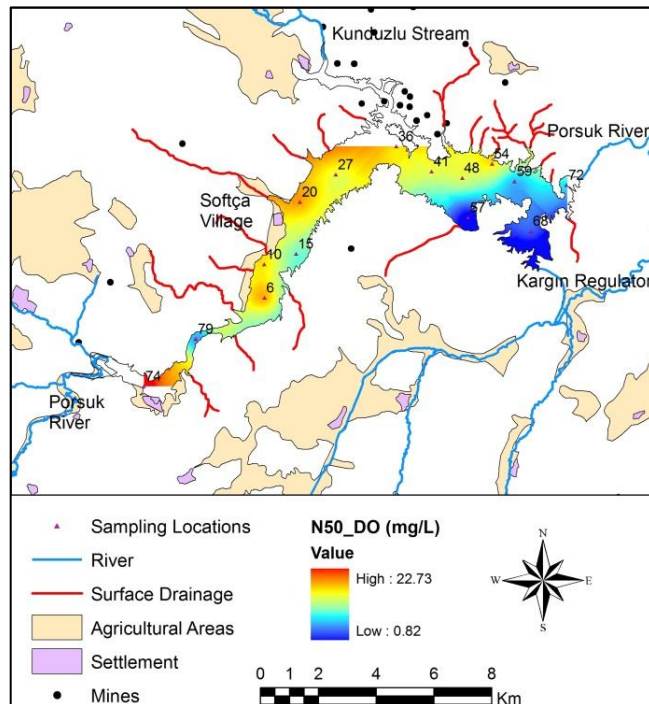 Kunduzlu Stream
36
Porsuk River
54
41
48
59
72
27
20
Softça
Village
57
68
15
10
Kargın Regulator
6
79
74
Porsuk
River
Sampling Locations
River
Surface Drainage
Agricultural Areas
Settlement
Mines
N50_DO (mg/L)
Value
High : 22.73
Low : 0.82
N
W
E
S
0 1 2 4 6 8
Km